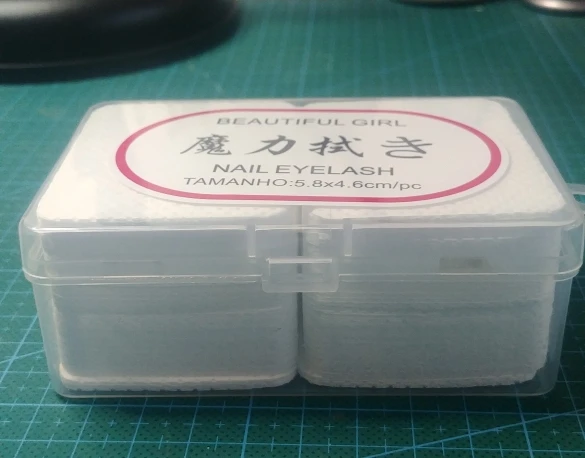 BEAUTIFUL GIRL
魔力拭き
NAIL EYELASH
TAMANHO:5.8x4.6cm/pc